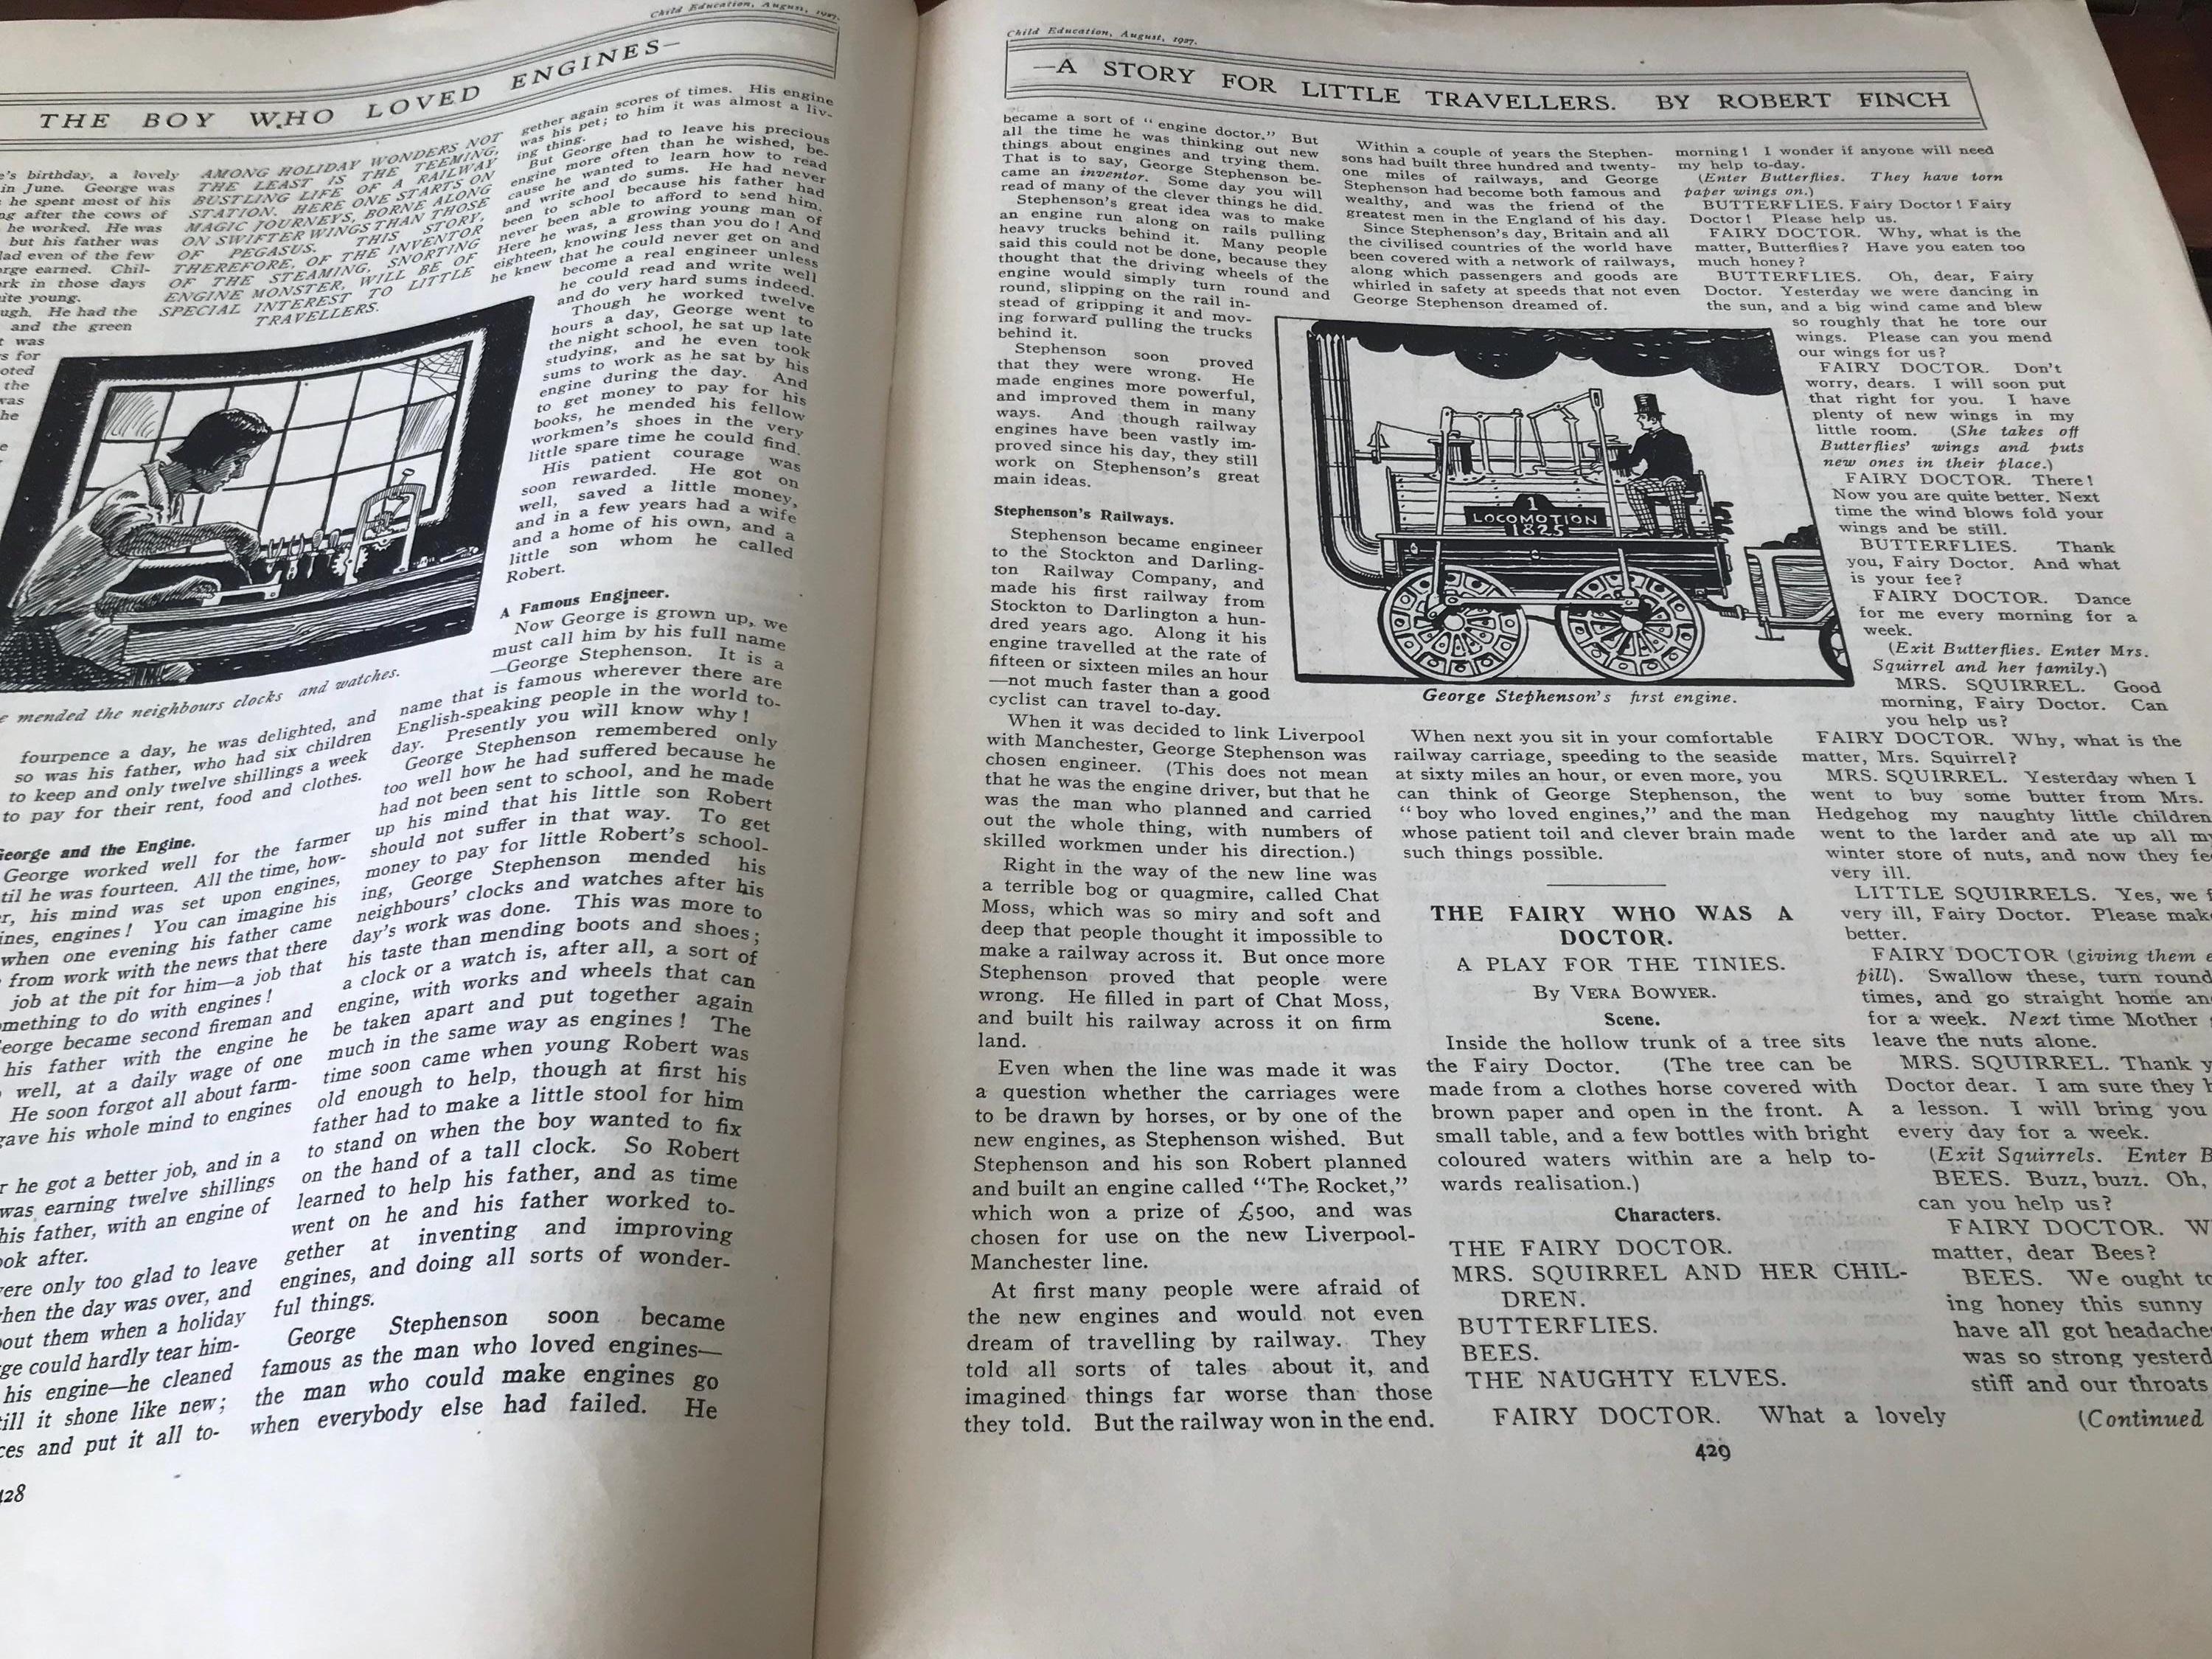 Child Education, August, 1927.
THE BOY WHO LOVED ENGINES—
e's birthday, a lovely
in June. George was
he spent most of his
ng after the cows of
he worked. He was
but his father was
lad even of the few
rge earned. Chil-
rk in those days
ite young.
ugh. He had the
and the green
t was
s for
oted
the
was
he
e
AMONG HOLIDAY WONDERS NOT
THE LEAST IS THE TEEMING,
BUSTLING LIFE OF A RAILWAY
STATION. HERE ONE STARTS ON
MAGIC JOURNEYS, BORNE ALONG
ON SWIFTER WINGS THAN THOSE
OF PEGASUS. THIS STORY,
THEREFORE, OF THE INVENTOR
OF THE STEAMING, SNORTING
ENGINE MONSTER, WILL BE OF
SPECIAL INTEREST TO LITTLE
TRAVELLERS.
e mended the neighbours clocks and watches.
fourpence a day, he was delighted, and
so was his father, who had six children
to keep and only twelve shillings a week
to pay for their rent, food and clothes.
George and the Engine.
George worked well for the farmer
til he was fourteen. All the time, how-
r, his mind was set upon engines,
ines, engines! You can imagine his
when one evening his father came
from work with the news that there
job at the pit for him—a job that
mething to do with engines!
eorge became second fireman and
his father with the engine he
well, at a daily wage of one
He soon forgot all about farm-
gave his whole mind to engines
r he got a better job, and in a
was earning twelve shillings
his father, with an engine of
ook after.
ere only too glad to leave
hen the day was over, and
out them when a holiday
ge could hardly tear him-
his engine—he cleaned
till it shone like new;
ces and put it all to-
gether again scores of times. His engine
was his pet; to him it was almost a liv-
ing thing.
But George had to leave his precious
engine more often than he wished, be-
cause he wanted to learn how to read
and write and do sums. He had never
been to school because his father had
never been able to afford to send him.
Here he was, a growing young man of
eighteen, knowing less than you do! And
he knew that he could never get on and
become a real engineer unless
he could read and write well
and do very hard sums indeed.
Though he worked twelve
hours a day, George went to
the night school, he sat up late
studying, and he even took
sums to work as he sat by his
engine during the day. And
to get money to pay for his
books, he mended his fellow
workmen's shoes in the very
little spare time he could find.
His patient courage was
soon rewarded. He got on
well, saved a little money,
and in a few years had a wife
and a home of his own, and a
little son whom he called
Robert.
A Famous Engineer.
Now George is grown up, we
must call him by his full name
—George Stephenson. It is a
name that is famous wherever there are
English-speaking people in the world to-
day. Presently you will know why!
George Stephenson remembered only
too well how he had suffered because he
had not been sent to school, and he made
up his mind that his little son Robert
should not suffer in that way. To get
money to pay for little Robert's school-
ing, George Stephenson mended his
neighbours' clocks and watches after his
day's work was done. This was more to
his taste than mending boots and shoes;
a clock or a watch is, after all, a sort of
engine, with works and wheels that can
be taken apart and put together again
much in the same way as engines! The
time soon came when young Robert was
old enough to help, though at first his
father had to make a little stool for him
to stand on when the boy wanted to fix
on the hand of a tall clock. So Robert
learned to help his father, and as time
went on he and his father worked to-
gether at inventing and improving
engines, and doing all sorts of wonder-
ful things.
George Stephenson soon became
famous as the man who loved engines—
the man who could make engines go
when everybody else had failed. He
428
Child Education, August, 1927.
—A STORY FOR LITTLE TRAVELLERS. BY ROBERT FINCH
became a sort of "engine doctor." But
all the time he was thinking out new
things about engines and trying them.
That is to say, George Stephenson be-
came an inventor. Some day you will
read of many of the clever things he did.
Stephenson's great idea was to make
an engine run along on rails pulling
heavy trucks behind it. Many people
said this could not be done, because they
thought that the driving wheels of the
engine would simply turn round and
round, slipping on the rail in-
stead of gripping it and mov-
ing forward pulling the trucks
behind it.
Stephenson soon proved
that they were wrong. He
made engines more powerful,
and improved them in many
ways. And though railway
engines have been vastly im-
proved since his day, they still
work on Stephenson's great
main ideas.
Stephenson's Railways.
Stephenson became engineer
to the Stockton and Darling-
ton Railway Company, and
made his first railway from
Stockton to Darlington a hun-
dred years ago. Along it his
engine travelled at the rate of
fifteen or sixteen miles an hour
—not much faster than a good
cyclist can travel to-day.
When it was decided to link Liverpool
with Manchester, George Stephenson was
chosen engineer. (This does not mean
that he was the engine driver, but that he
was the man who planned and carried
out the whole thing, with numbers of
skilled workmen under his direction.)
Right in the way of the new line was
a terrible bog or quagmire, called Chat
Moss, which was so miry and soft and
deep that people thought it impossible to
make a railway across it. But once more
Stephenson proved that people were
wrong. He filled in part of Chat Moss,
and built his railway across it on firm
land.
Even when the line was made it was
a question whether the carriages were
to be drawn by horses, or by one of the
new engines, as Stephenson wished. But
Stephenson and his son Robert planned
and built an engine called "The Rocket,"
which won a prize of £500, and was
chosen for use on the new Liverpool-
Manchester line.
At first many people were afraid of
the new engines and would not even
dream of travelling by railway. They
told all sorts of tales about it, and
imagined things far worse than those
they told. But the railway won in the end.
Within a couple of years the Stephen-
sons had built three hundred and twenty-
one miles of railways, and George
Stephenson had become both famous and
wealthy, and was the friend of the
greatest men in the England of his day.
Since Stephenson's day, Britain and all
the civilised countries of the world have
been covered with a network of railways,
along which passengers and goods are
whirled in safety at speeds that not even
George Stephenson dreamed of.
1
LOCOMOTION
1825
George Stephenson's first engine.
When next you sit in your comfortable
railway carriage, speeding to the seaside
at sixty miles an hour, or even more, you
can think of George Stephenson, the
"boy who loved engines," and the man
whose patient toil and clever brain made
such things possible.
THE FAIRY WHO WAS A
DOCTOR.
A PLAY FOR THE TINIES.
By VERA BOWYER.
Scene.
Inside the hollow trunk of a tree sits
the Fairy Doctor. (The tree can be
made from a clothes horse covered with
brown paper and open in the front. A
small table, and a few bottles with bright
coloured waters within are a help to-
wards realisation.)
Characters.
THE FAIRY DOCTOR.
MRS. SQUIRREL AND HER CHIL-
DREN.
BUTTERFLIES.
BEES.
THE NAUGHTY ELVES.
FAIRY DOCTOR. What a lovely
morning! I wonder if anyone will need
my help to-day.
(Enter Butterflies. They have torn
paper wings on.)
BUTTERFLIES. Fairy Doctor! Fairy
Doctor! Please help us.
FAIRY DOCTOR. Why, what is the
matter, Butterflies? Have you eaten too
much honey?
BUTTERFLIES. Oh, dear, Fairy
Doctor. Yesterday we were dancing in
the sun, and a big wind came and blew
so roughly that he tore our
wings. Please can you mend
our wings for us?
FAIRY DOCTOR. Don't
worry, dears. I will soon put
that right for you. I have
plenty of new wings in my
little room. (She takes off
Butterflies' wings and puts
new ones in their place.)
FAIRY DOCTOR. There!
Now you are quite better. Next
time the wind blows fold your
wings and be still.
BUTTERFLIES. Thank
you, Fairy Doctor. And what
is your fee?
FAIRY DOCTOR. Dance
for me every morning for a
week.
(Exit Butterflies. Enter Mrs.
Squirrel and her family.)
MRS. SQUIRREL. Good
morning, Fairy Doctor. Can
you help us?
FAIRY DOCTOR. Why, what is the
matter, Mrs. Squirrel?
MRS. SQUIRREL. Yesterday when I
went to buy some butter from Mrs.
Hedgehog my naughty little children
went to the larder and ate up all my
winter store of nuts, and now they fee
very ill.
LITTLE SQUIRRELS. Yes, we f
very ill, Fairy Doctor. Please mak
better.
FAIRY DOCTOR (giving them e
pill). Swallow these, turn round
times, and go straight home an
for a week. Next time Mother
leave the nuts alone.
MRS. SQUIRREL. Thank y
Doctor dear. I am sure they h
a lesson. I will bring you
every day for a week.
(Exit Squirrels. Enter B
BEES. Buzz, buzz. Oh,
can you help us?
FAIRY DOCTOR. W
matter, dear Bees?
BEES. We ought to
ing honey this sunny
have all got headache
was so strong yesterd
stiff and our throats
(Continued
429